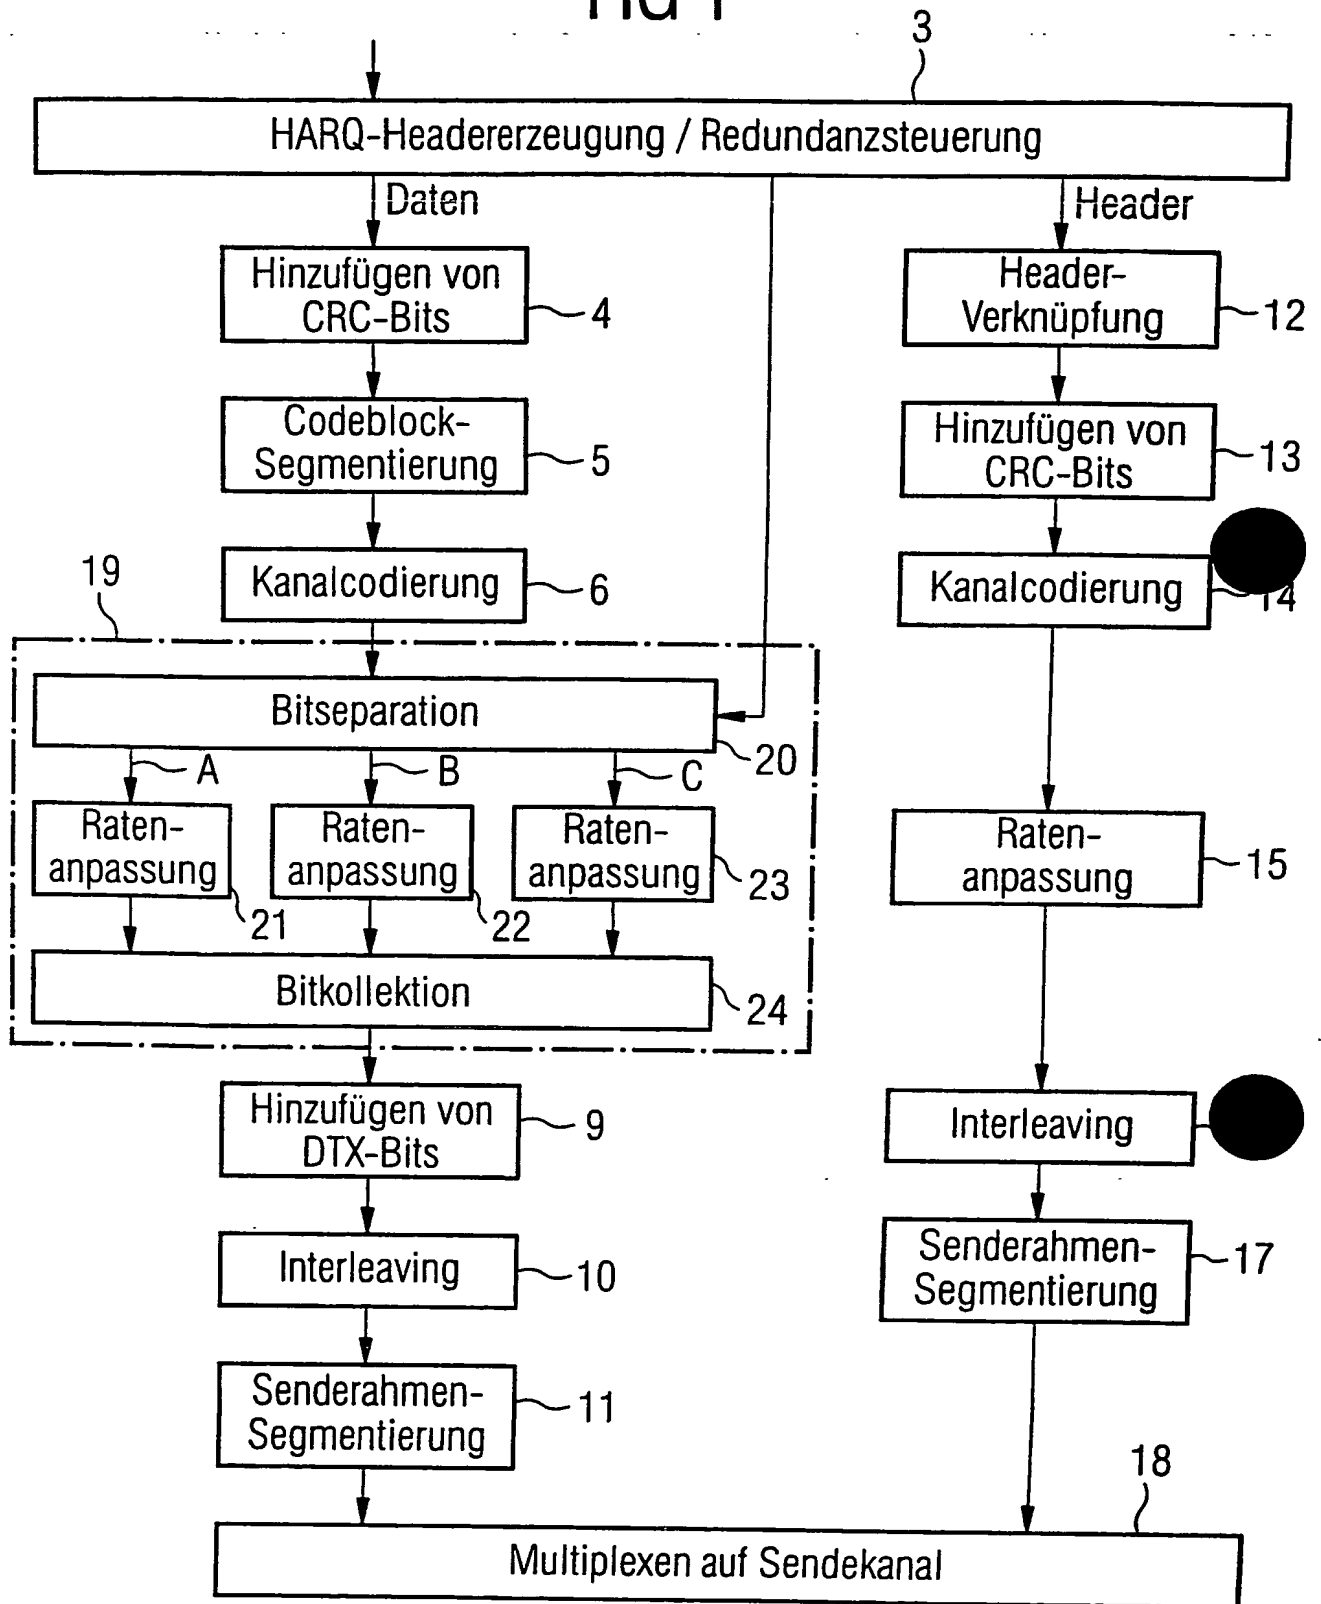 3
HARQ-Headererzeugung / Redundanzsteuerung
Daten
Header
Hinzufügen von
CRC-Bits
4
Header-
Verknüpfung
12
Codeblock-
Segmentierung
5
Hinzufügen von
CRC-Bits
13
19
Kanalcodierung
6
Kanalcodierung
14
Bitseparation
20
A
B
C
Raten-
anpassung
21
Raten-
anpassung
22
Raten-
anpassung
23
Raten-
anpassung
15
Bitkollektion
24
Hinzufügen von
DTX-Bits
9
Interleaving
Interleaving
10
Senderahmen-
Segmentierung
17
Senderahmen-
Segmentierung
11
18
Multiplexen auf Sendekanal